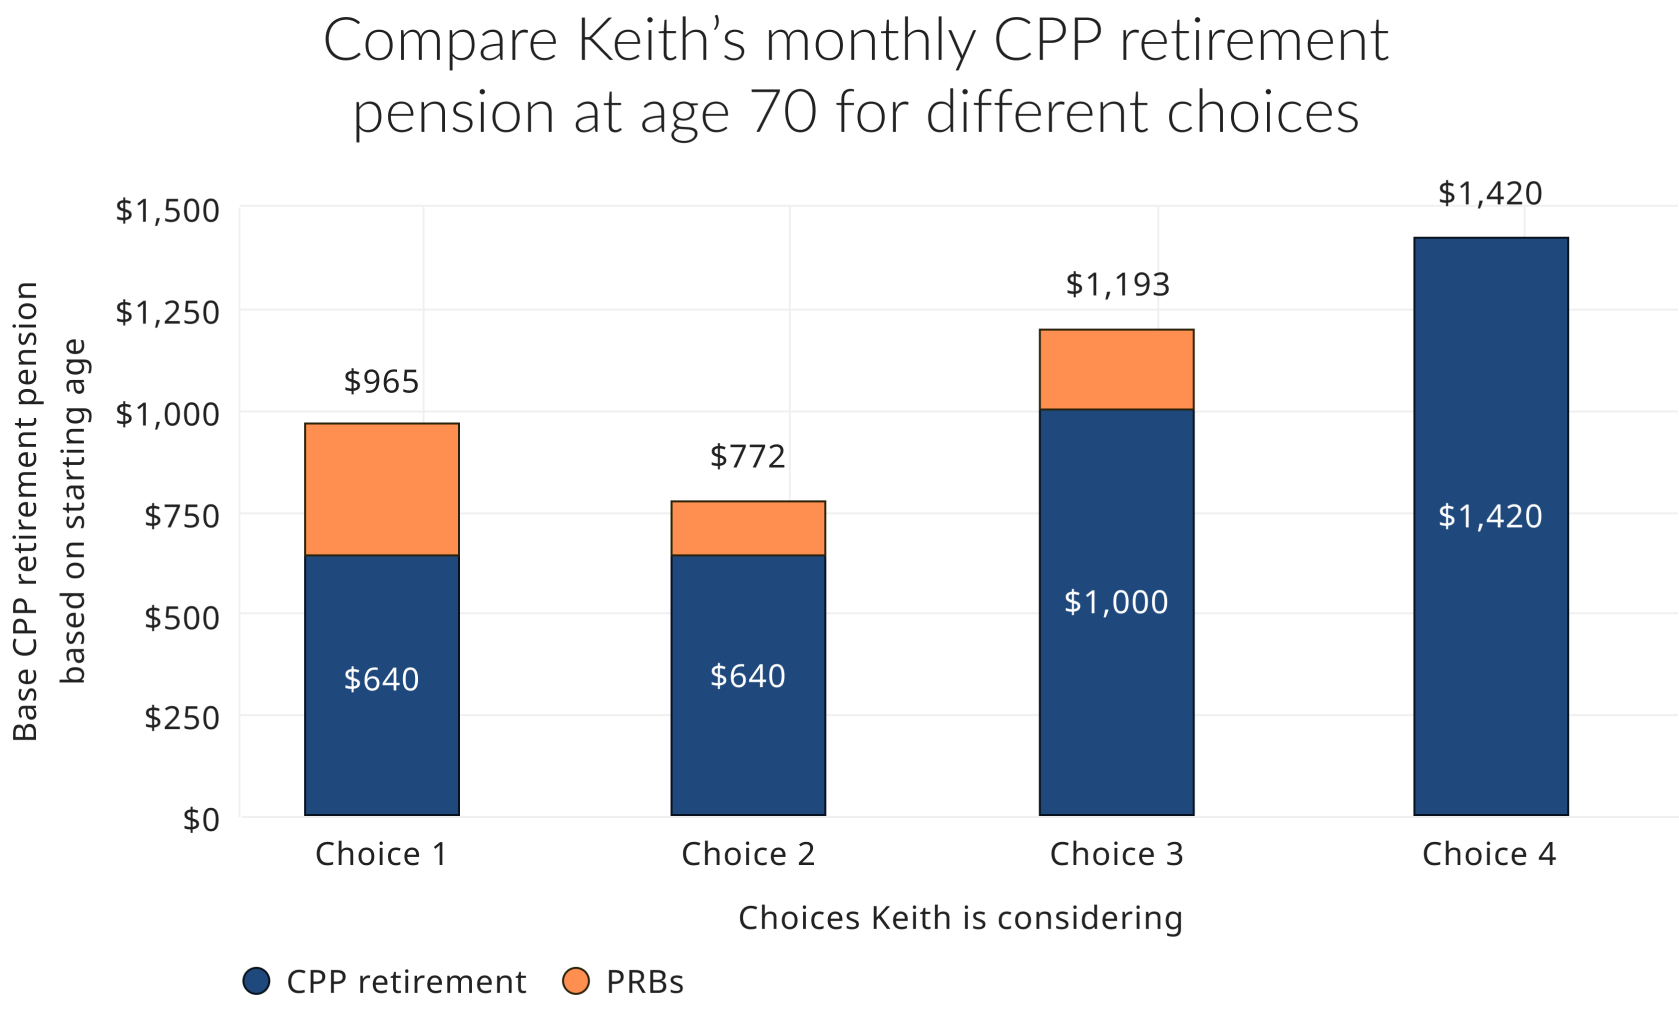 Compare Keith’s monthly CPP retirement
pension at age 70 for different choices
Base CPP retirement pension
based on starting age
$1,500
$1,250
$1,000
$750
$500
$250
$0
$965
$640
$772
$640
$1,193
$1,000
$1,420
$1,420
Choice 1
Choice 2
Choice 3
Choice 4
Choices Keith is considering
CPP retirement
PRBs